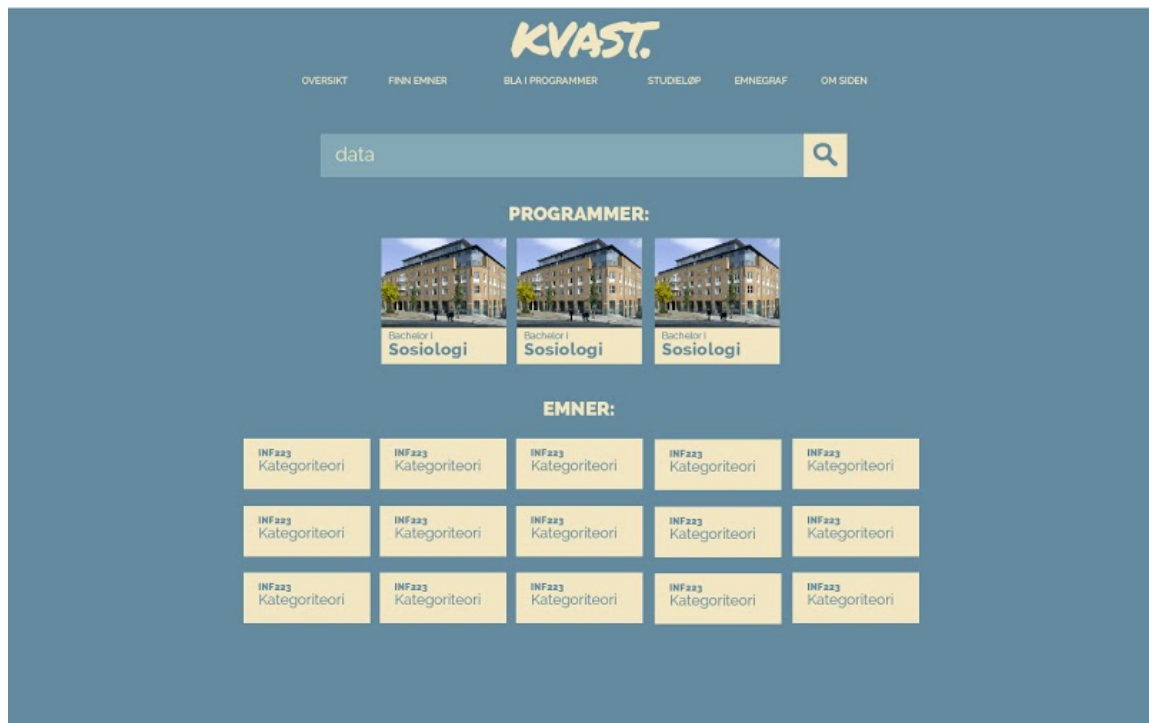 KVAST.
OVERSIKT FINN EMNER BLA I PROGRAMMER STUDIELØP EMNEGRAF OM SIDEN
data
PROGRAMMER:
Bachelor i Bachelor i Bachelor i
Sosiologi Sosiologi Sosiologi
EMNER:
INF223 INF223 INF223 INF223 INF223
Kategoriteori Kategoriteori Kategoriteori Kategoriteori Kategoriteori
INF223 INF223 INF223 INF223 INF223
Kategoriteori Kategoriteori Kategoriteori Kategoriteori Kategoriteori
INF223 INF223 INF223 INF223 INF223
Kategoriteori Kategoriteori Kategoriteori Kategoriteori Kategoriteori